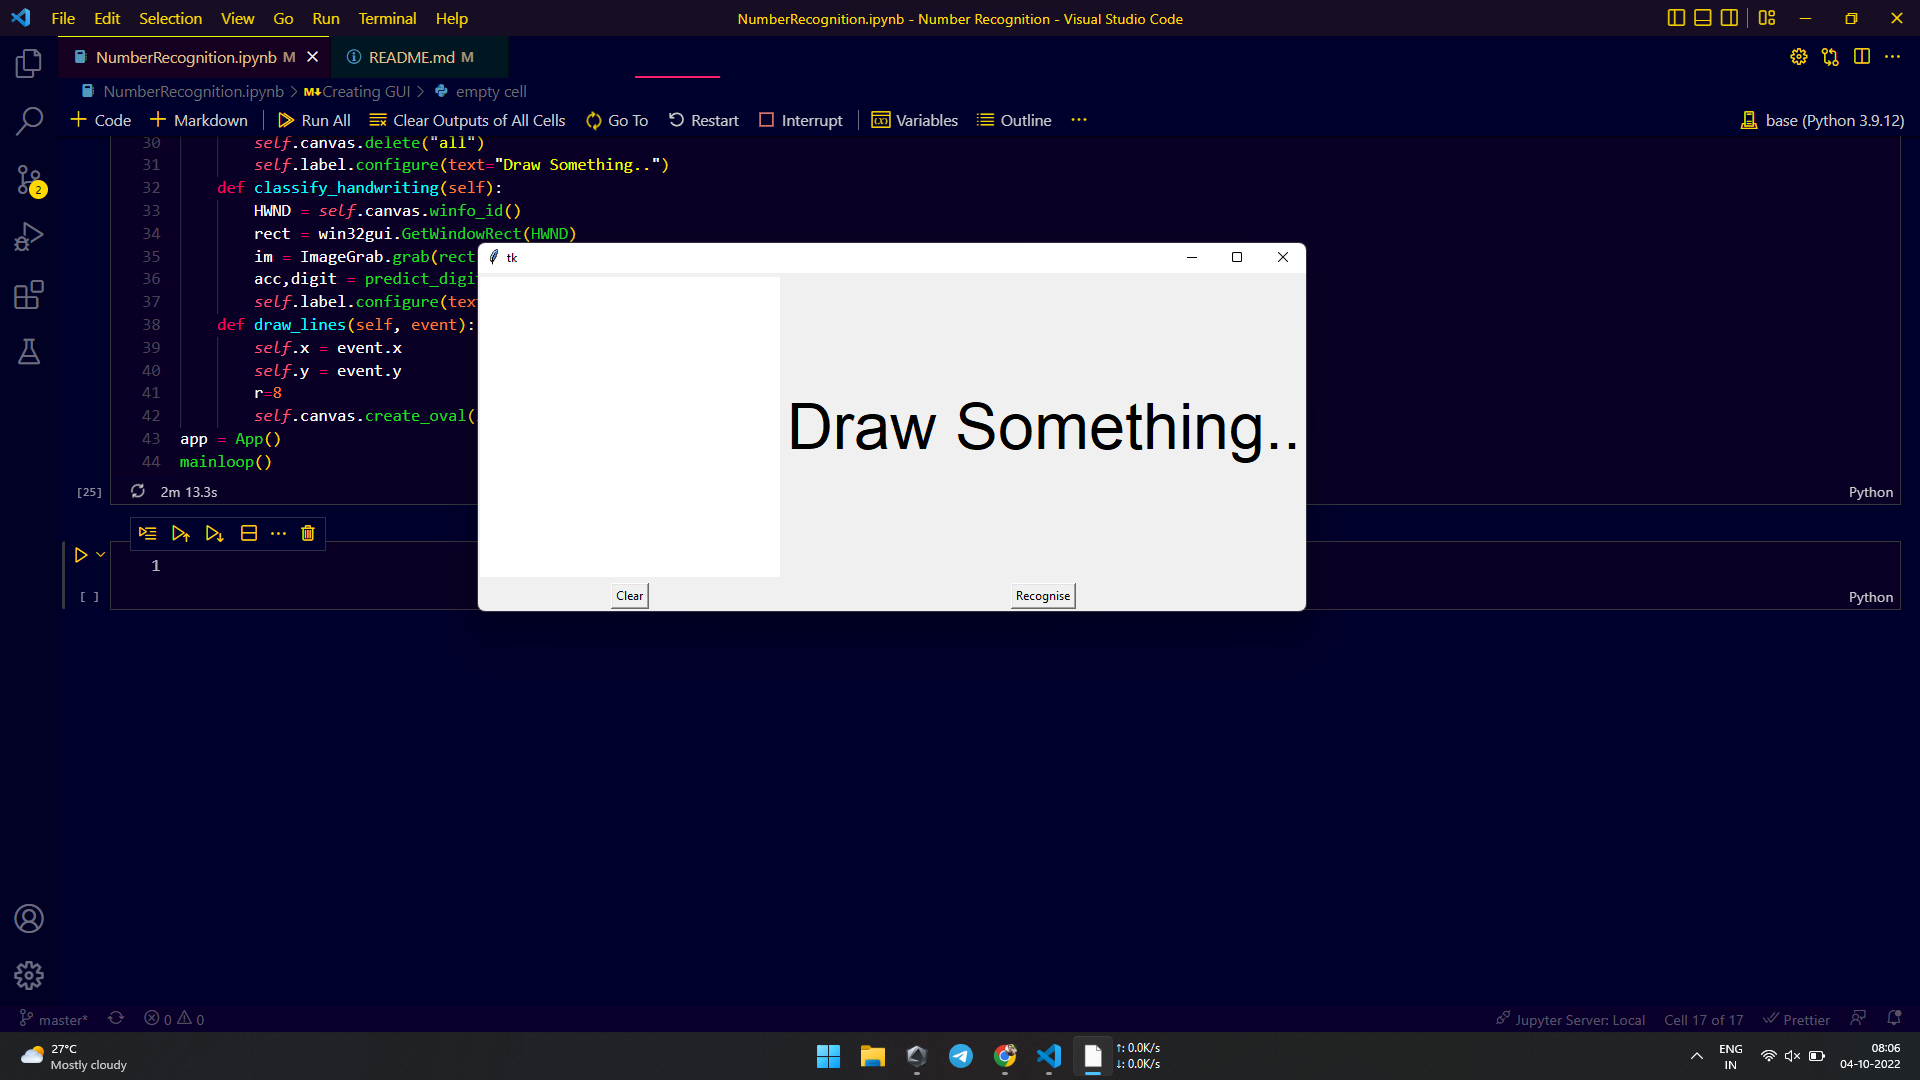 File Edit Selection View Go Run Terminal Help
NumberRecognition.ipynb - Number Recognition - Visual Studio Code
NumberRecognition.ipynb M
README.md M
NumberRecognition.ipynb > M↓Creating GUI > empty cell
+ Code + Markdown Run All Clear Outputs of All Cells Go To Restart Interrupt Variables Outline ...
base (Python 3.9.12)
30 self.canvas.delete("all")
31 self.label.configure(text="Draw Something..")
32 def classify_handwriting(self):
33 HWND = self.canvas.winfo_id()
34 rect = win32gui.GetWindowRect(HWND)
35 im = ImageGrab.grab(rect
36 acc,digit = predict_digi
37 self.label.configure(tex
38 def draw_lines(self, event):
39 self.x = event.x
40 self.y = event.y
41 r=8
42 self.canvas.create_oval(
43 app = App()
44 mainloop()
[25] 2m 13.3s
Python
1
[ ]
Python
tk
Draw Something..
Clear
Recognise
2
master* 0 0
Jupyter Server: Local Cell 17 of 17 Prettier
27°C
Mostly cloudy
↑: 0.0K/s
↓: 0.0K/s
ENG
IN
08:06
04-10-2022